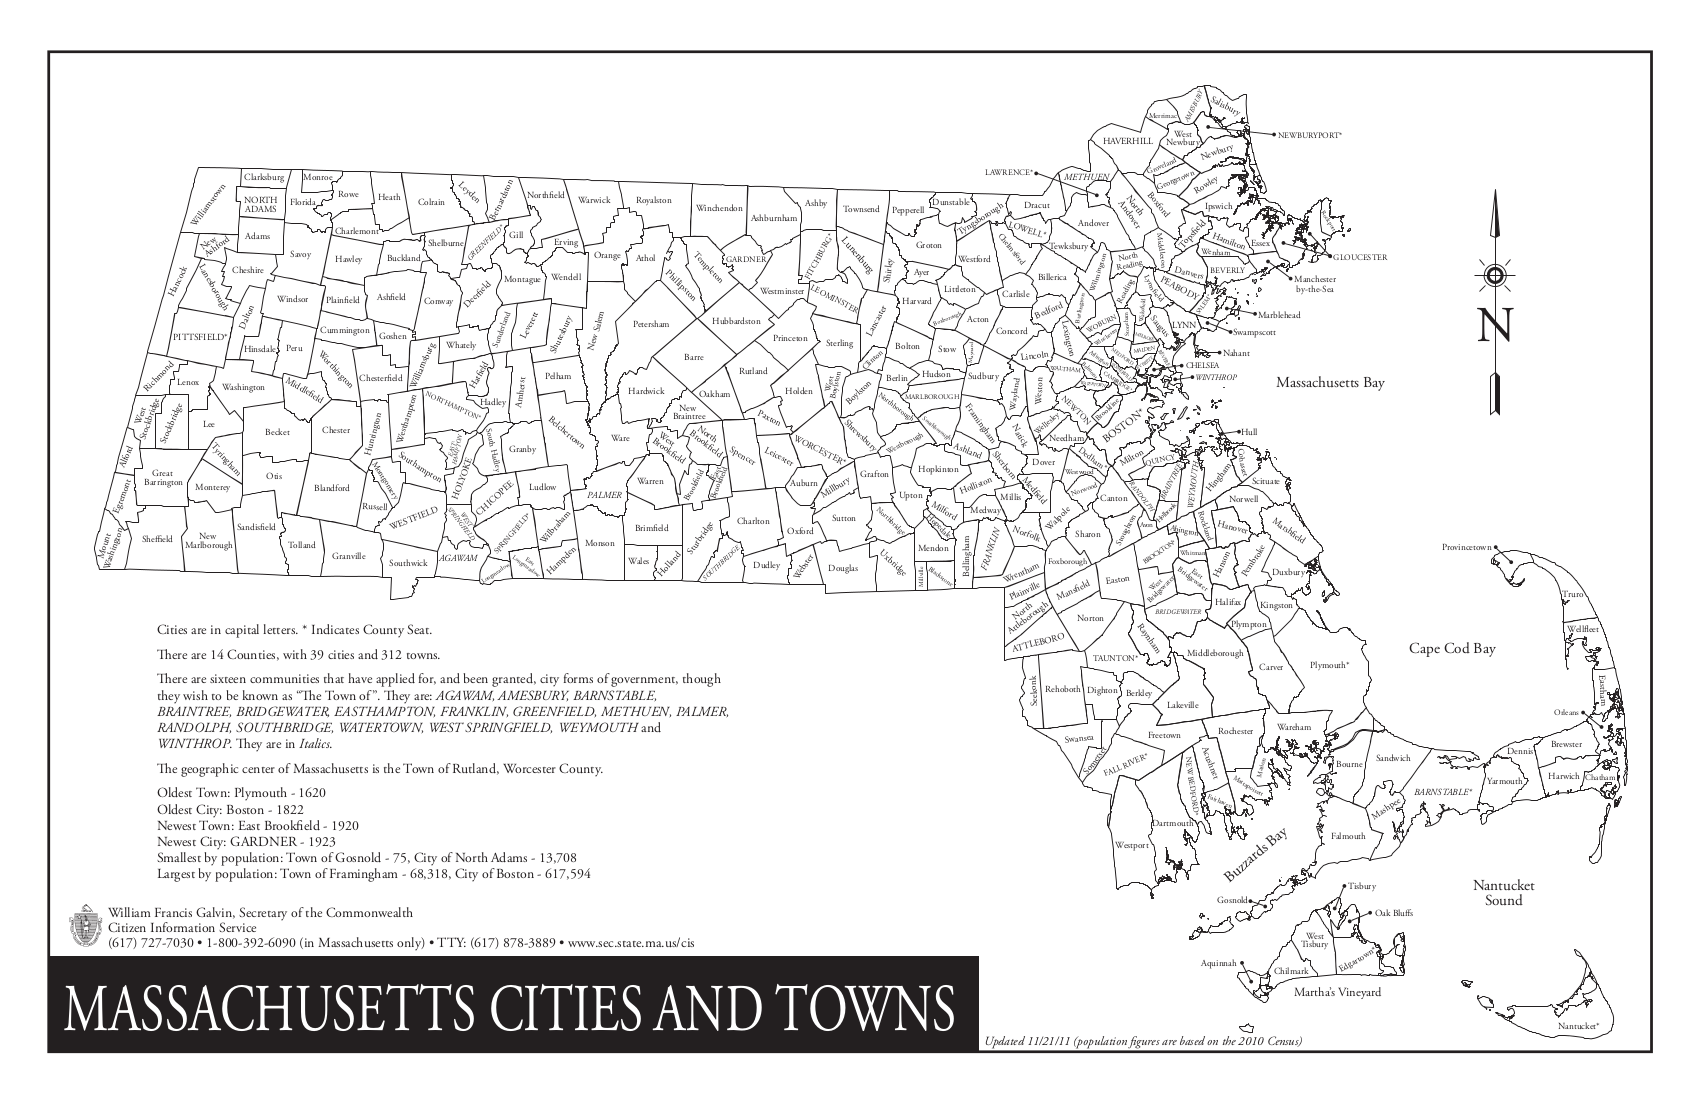 Merrimac
AMISBURY
Salisbury
NEWBURYPORT*
HAVERHILL
West
Newbury
Newbury
Groveland
Georgetown
Rowley
LAWRENCE*
METHUEN
North
Andover
Boxford
Ipswich
Rockport
Clarksburg
Monroe
Rowe
Heath
Colrain
Leyden
Bernardston
Northfield
Warwick
Royalston
Winchendon
Ashburnham
Ashby
Townsend
Pepperell
Dunstable
Tyngsborough
Dracut
Andover
Williamstown
NORTH
ADAMS
Florida
Charlemont
Shelburne
GREENFIELD*
Gill
Erving
Orange
Athol
Phillipston
Templeton
GARDNER
FITCHBURG*
Lunenburg
Shirley
Groton
Westford
Chelmsford
LOWELL*
Tewksbury
Wilmington
North
Reading
Middleton
Topsfield
Hamilton
Wenham
Essex
GLOUCESTER
New
Ashford
Adams
Savoy
Hawley
Buckland
Deerfield
Montague
Wendell
Westminster
LEOMINSTER
Ayer
Littleton
Billerica
Danvers
BEVERLY
Manchester
by-the-Sea
Hancock
Lanesborough
Cheshire
Windsor
Plainfield
Ashfield
Conway
Sunderland
Leverett
Shutesbury
New Salem
Petersham
Hubbardston
Princeton
Sterling
Lancaster
Harvard
Boxborough
Acton
Carlisle
Bedford
Burlington
Reading
Lynnfield
PEABODY
SALEM
Marblehead
PITTSFIELD*
Dalton
Hinsdale
Peru
Cummington
Goshen
Williamsburg
Whately
Hatfield
Barre
Rutland
Holden
West
Boylston
Clinton
Bolton
Stow
Maynard
Concord
Lincoln
Lexington
WOBURN
Stoneham
Wakefield
Saugus
LYNN
Swampscott
Nahant
MALDEN
CHELSEA
WINTHROP
Massachusetts Bay
Richmond
Lenox
Washington
Middlefield
Worthington
Chesterfield
NORTHAMPTON*
Hadley
Amherst
Pelham
Hardwick
Oakham
New
Braintree
Paxton
Boylston
Berlin
Hudson
MARLBOROUGH
Northborough
Southborough
Sudbury
Wayland
Weston
WALTHAM
NEWTON
Brookline
BOSTON*
West
Stockbridge
Stockbridge
Lee
Becket
Chester
Huntington
Westhampton
EAST
HAMPTON
South
Hadley
Granby
Belchertown
Ware
West
Brookfield
North
Brookfield
Spencer
Leicester
WORCESTER*
Shrewsbury
Westborough
Framingham
Natick
Wellesley
Needham
Dedham*
Milton
QUINCY
Hull
Alford
Great
Barrington
Tyringham
Monterey
Otis
Blandford
Montgomery
Southampton
HOLYOKE
CHICOPEE
Ludlow
PALMER
Warren
Brookfield
East
Brookfield
Auburn
Millbury
Grafton
Upton
Hopkinton
Ashland
Holliston
Sherborn
Dover
Medfield
Westwood
Norwood
Canton
RANDOLPH
BRAINTREE
WEYMOUTH
Hingham
Cohasset
Scituate
Egremont
Mount
Washington
Sheffield
New
Marlborough
Sandisfield
Tolland
Granville
Russell
WESTFIELD
WEST
SPRINGFIELD
AGAWAM
Southwick
SPRINGFIELD*
Longmeadow
East
Longmeadow
Wilbraham
Hampden
Monson
Brimfield
Wales
Holland
Sturbridge
SOUTHBRIDGE
Charlton
Dudley
Oxford
Webster
Sutton
Douglas
Northbridge
Uxbridge
Milford
Hopedale
Mendon
Millville
Blackstone
Bellingham
Medway
Millis
FRANKLIN
Norfolk
Walpole
Sharon
Stoughton
Avon
Holbrook
Abington
Rockland
Norwell
Hanover
Marshfield
Wrentham
Foxborough
Plainville
Mansfield
Easton
BROCKTON*
Whitman
Hanson
Pembroke
Duxbury
West
Bridgewater
East
Bridgewater
BRIDGEWATER
Halifax
Kingston
Plympton
North
Attleborough
ATTLEBORO
Norton
Raynham
TAUNTON*
Middleborough
Carver
Plymouth*
Seekonk
Rehoboth
Dighton
Berkley
Lakeville
Swansea
Somerset
Freetown
Rochester
Wareham
FALL RIVER*
NEW BEDFORD*
Acushnet
Mattapoisett
Marion
Fairhaven
Dartmouth
Westport
Provincetown
Truro
Wellfleet
Eastham
Orleans
Cape Cod Bay
Brewster
Dennis
Harwich
Chatham
Yarmouth
BARNSTABLE*
Sandwich
Bourne
Mashpee
Falmouth
Buzzards Bay
Nantucket
Sound
Gosnold
Tisbury
Oak Bluffs
West
Tisbury
Edgartown*
Aquinnah
Chilmark
Martha's Vineyard
Nantucket*
N
Cities are in capital letters. * Indicates County Seat.
There are 14 Counties, with 39 cities and 312 towns.
There are sixteen communities that have applied for, and been granted, city forms of government, though
they wish to be known as “The Town of”. They are: AGAWAM, AMESBURY, BARNSTABLE,
BRAINTREE, BRIDGEWATER, EASTHAMPTON, FRANKLIN, GREENFIELD, METHUEN, PALMER,
RANDOLPH, SOUTHBRIDGE, WATERTOWN, WEST SPRINGFIELD, WEYMOUTH and
WINTHROP. They are in Italics.
The geographic center of Massachusetts is the Town of Rutland, Worcester County.
Oldest Town: Plymouth - 1620
Oldest City: Boston - 1822
Newest Town: East Brookfield - 1920
Newest City: GARDNER - 1923
Smallest by population: Town of Gosnold - 75, City of North Adams - 13,708
Largest by population: Town of Framingham - 68,318, City of Boston - 617,594
William Francis Galvin, Secretary of the Commonwealth
Citizen Information Service
(617) 727-7030 • 1-800-392-6090 (in Massachusetts only) • TTY: (617) 878-3889 • www.sec.state.ma.us/cis
MASSACHUSETTS CITIES AND TOWNS
Updated 11/21/11 (population figures are based on the 2010 Census)